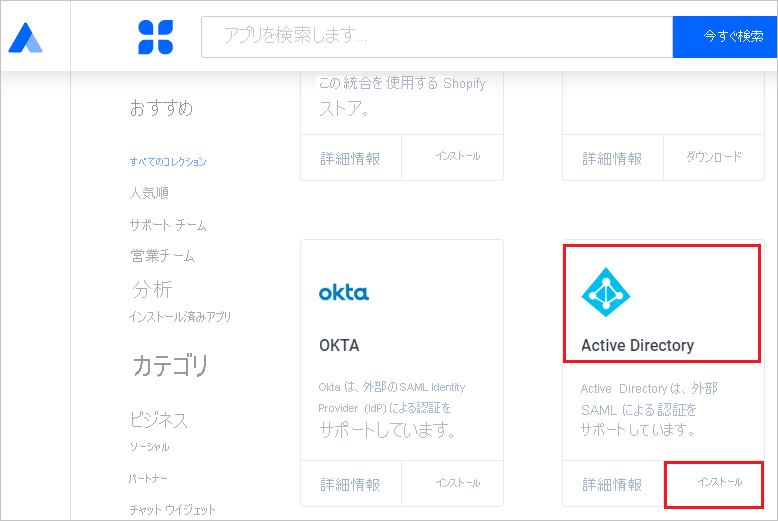 アプリを検索します...
今すぐ検索
おすすめ
すべてのコレクション
人気順
サポート チーム
営業チーム
分析
インストール済みアプリ
カテゴリ
ビジネス
ソーシャル
パートナー
チャット ウイジェット
この統合を使用する Shopify
ストア。
詳細情報
インストール
詳細情報
ダウンロード
okta
OKTA
Okta は、外部の SAML Identity
Provider (IdP) による認証を
サポートしています。
詳細情報
インストール
Active Directory
Active Directory は、外部
SAML による認証を
サポートしています。
詳細情報
インストール